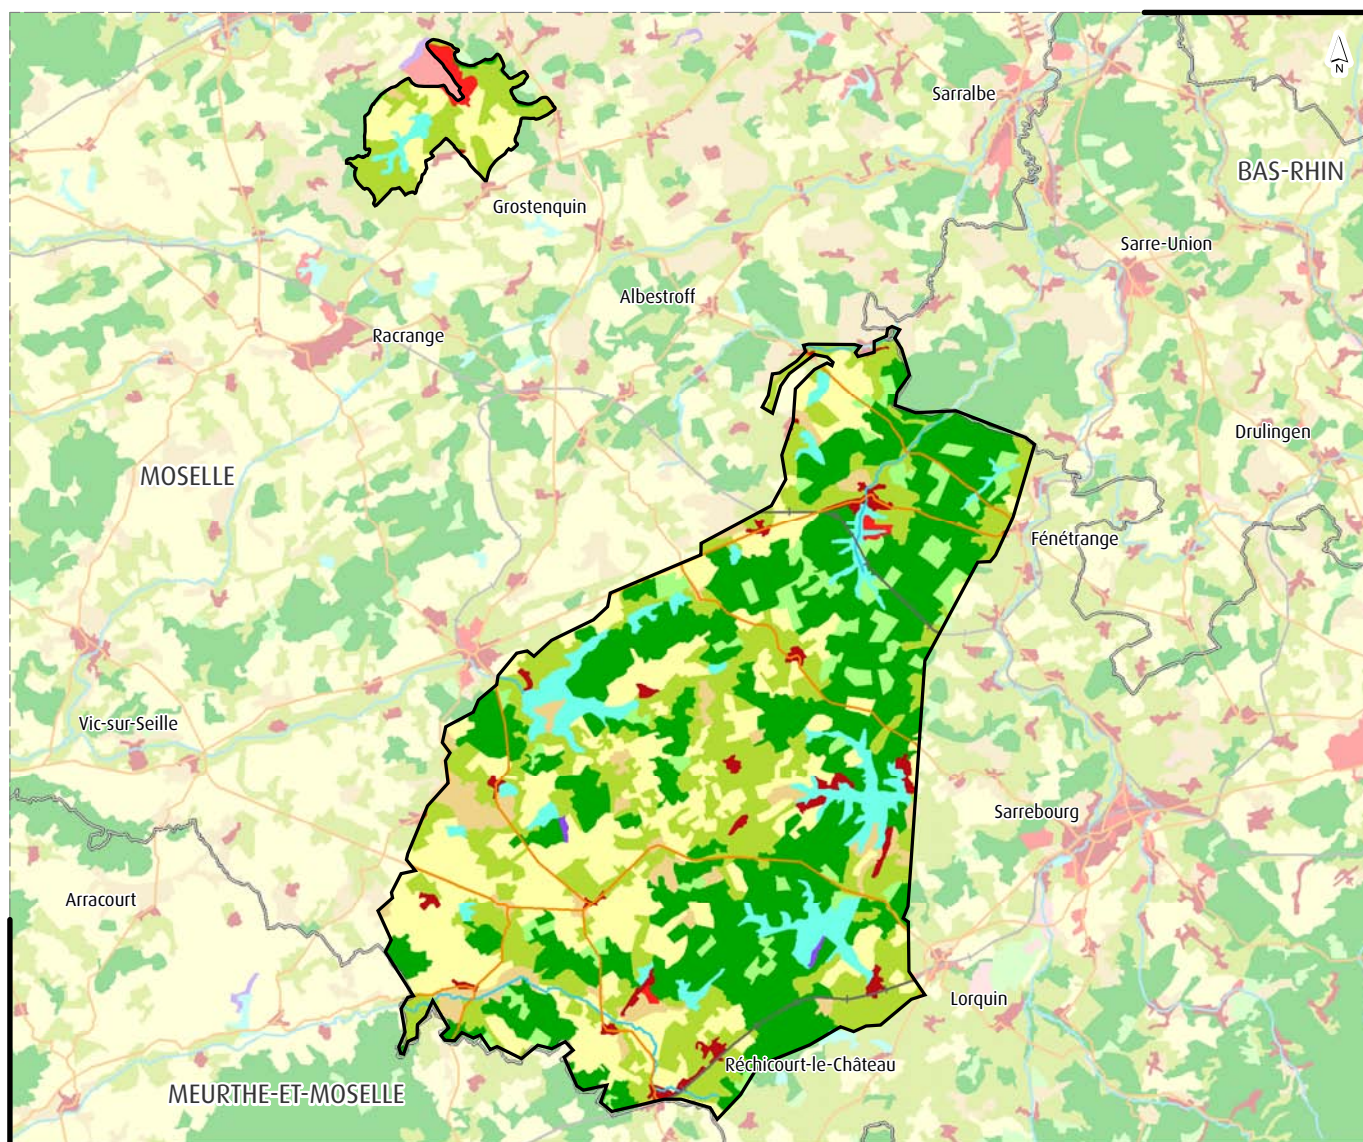 N
Sarralbe
BAS-RHIN
Grostenquin
Sarre-Union
Albestroff
Racrange
Drulingen
MOSELLE
Fénétrange
Vic-sur-Seille
Sarrebourg
Arracourt
Lorquin
Réchicourt-le-Château
MEURTHE-ET-MOSELLE